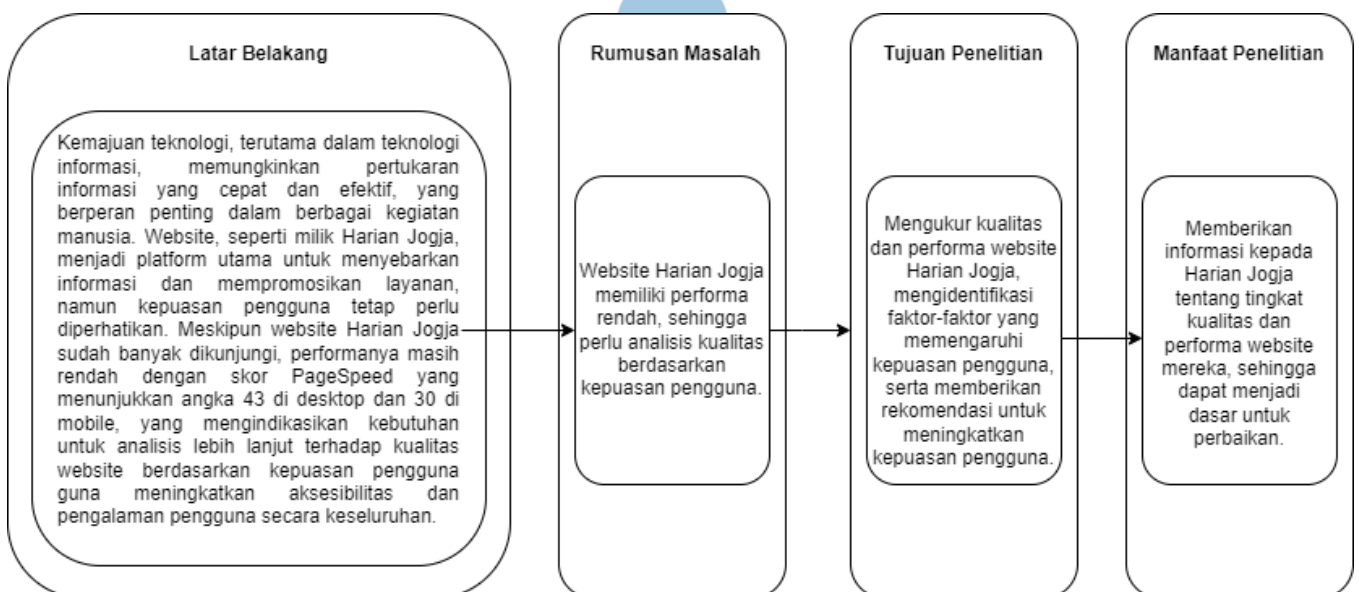 Latar Belakang
Kemajuan teknologi, terutama dalam teknologi
informasi, memungkinkan pertukaran
informasi yang cepat dan efektif, yang
berperan penting dalam berbagai kegiatan
manusia. Website, seperti milik Harian Jogja,
menjadi platform utama untuk menyebarkan
informasi dan mempromosikan layanan,
namun kepuasan pengguna tetap perlu
diperhatikan. Meskipun website Harian Jogja
sudah banyak dikunjungi, performanya masih
rendah dengan skor PageSpeed yang
menunjukkan angka 43 di desktop dan 30 di
mobile, yang mengindikasikan kebutuhan
untuk analisis lebih lanjut terhadap kualitas
website berdasarkan kepuasan pengguna
guna meningkatkan aksesibilitas dan
pengalaman pengguna secara keseluruhan.
Rumusan Masalah
Website Harian Jogja
memiliki performa
rendah, sehingga
perlu analisis kualitas
berdasarkan
kepuasan pengguna.
Tujuan Penelitian
Mengukur kualitas
dan performa website
Harian Jogja,
mengidentifikasi
faktor-faktor yang
memengaruhi
kepuasan pengguna,
serta memberikan
rekomendasi untuk
meningkatkan
kepuasan pengguna.
Manfaat Penelitian
Memberikan
informasi kepada
Harian Jogja
tentang tingkat
kualitas dan
performa website
mereka, sehingga
dapat menjadi
dasar untuk
perbaikan.